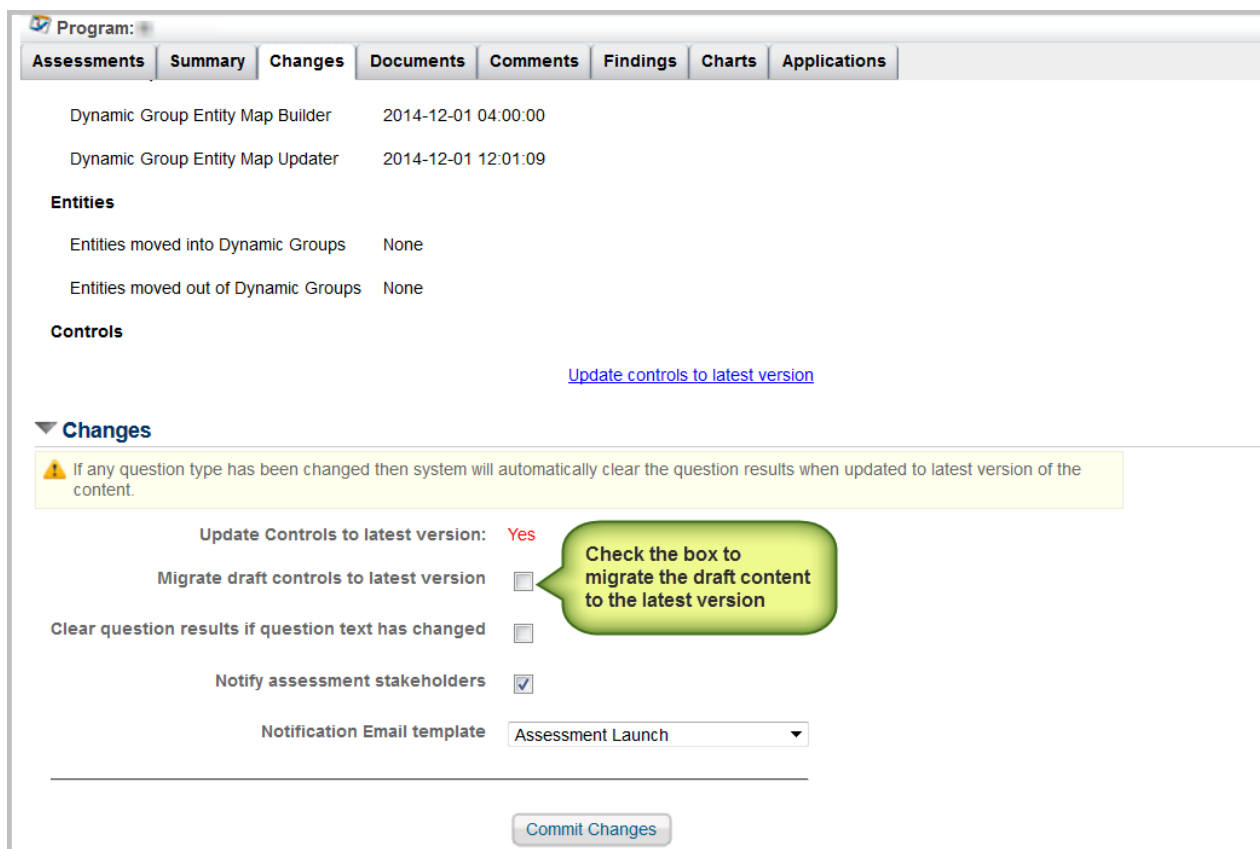 Program:
Assessments Summary Changes Documents Comments Findings Charts Applications
Dynamic Group Entity Map Builder 2014-12-01 04:00:00
Dynamic Group Entity Map Updater 2014-12-01 12:01:09
Entities
Entities moved into Dynamic Groups None
Entities moved out of Dynamic Groups None
Controls
Update controls to latest version
Changes
If any question type has been changed then system will automatically clear the question results when updated to latest version of the
content.
Update Controls to latest version: Yes
Check the box to
migrate the draft content
to the latest version
Migrate draft controls to latest version
Clear question results if question text has changed
Notify assessment stakeholders
Notification Email template Assessment Launch
Commit Changes